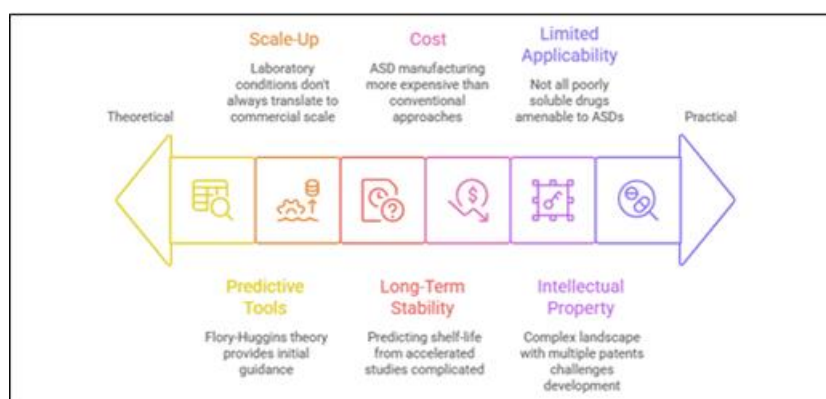 Scale-Up
Laboratory
conditions don't
always translate to
commercial scale
Cost
ASD manufacturing
more expensive than
conventional
approaches
Limited
Applicability
Not all poorly
soluble drugs
amenable to ASDs
Theoretical
Practical
$
?
Predictive
Tools
Flory-Huggins theory
provides initial
guidance
Long-Term
Stability
Predicting shelf-life
from accelerated
studies complicated
Intellectual
Property
Complex landscape
with multiple patents
challenges
development